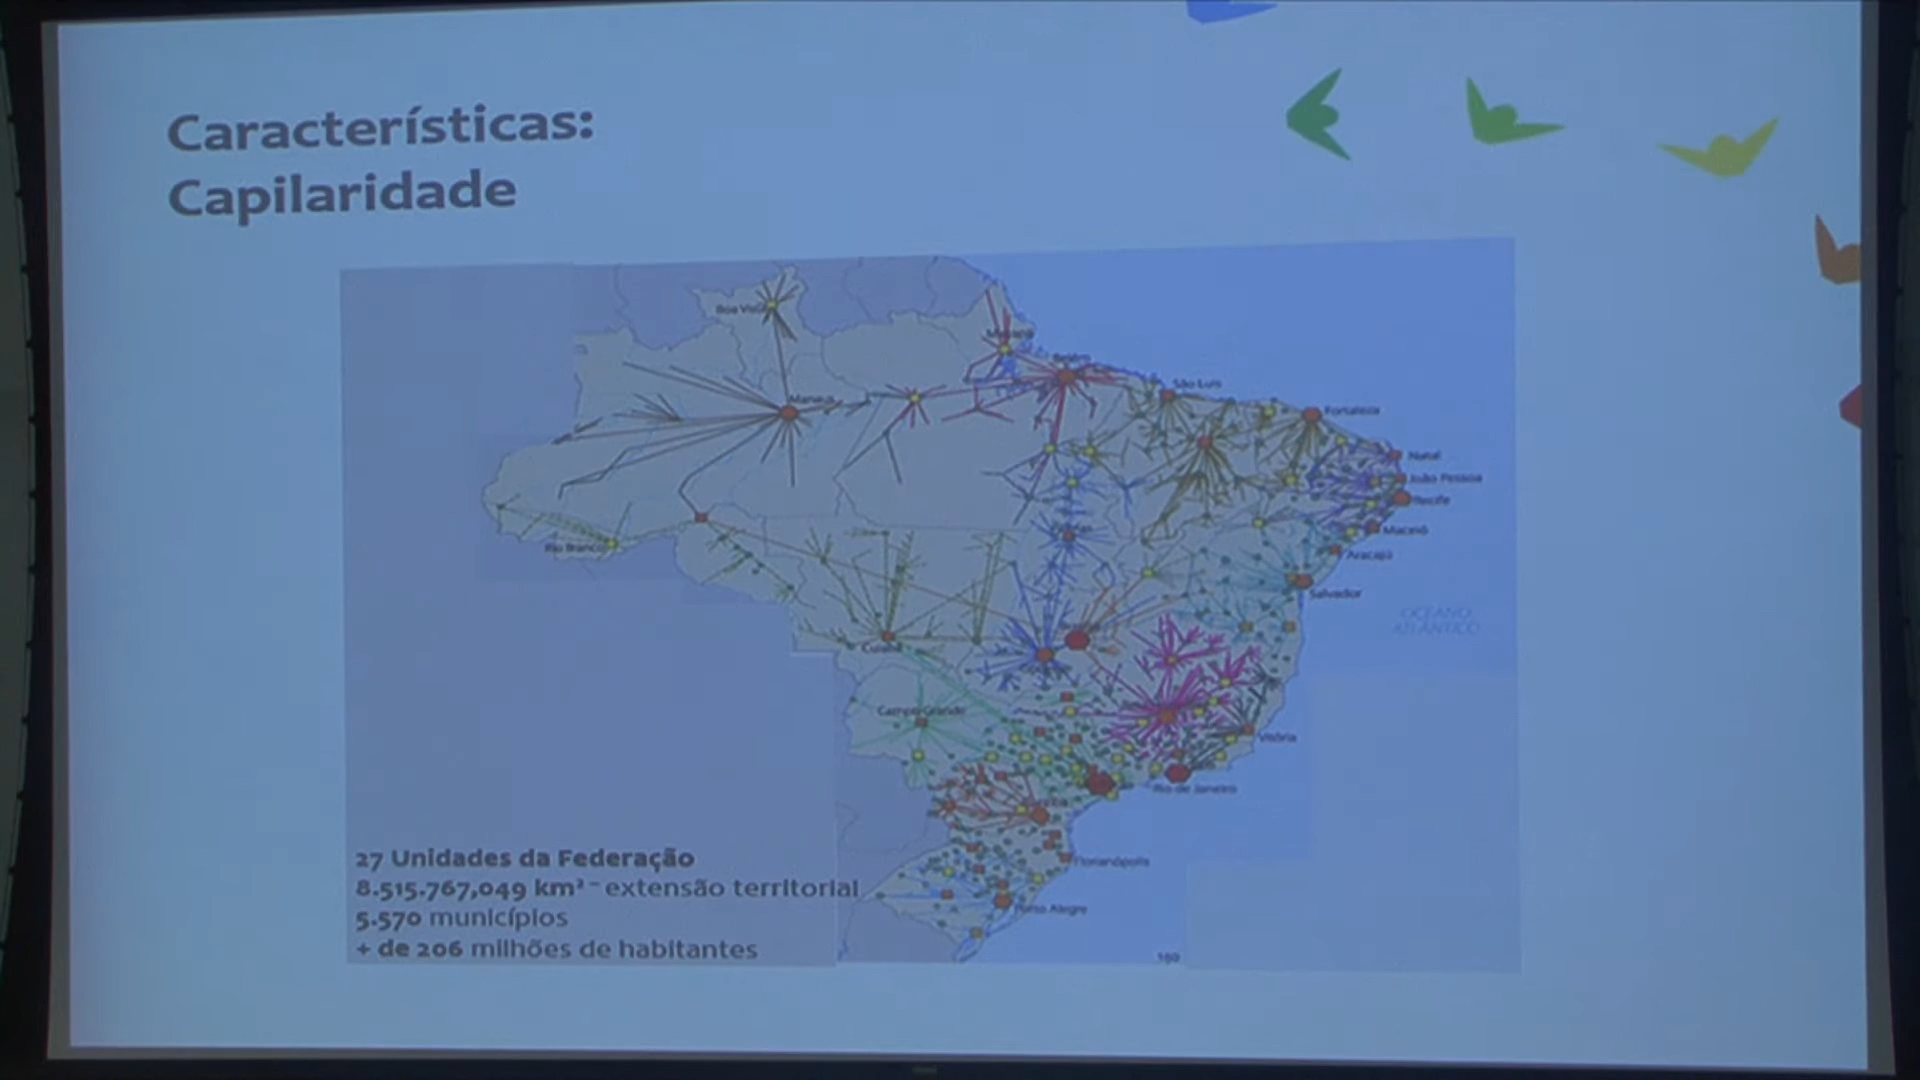 Características:
Capilaridade
Boa Vista
Macapá
Belém
Manaus
São Luís
Fortaleza
Natal
João Pessoa
Recife
Maceió
Rio Branco
Aracaju
Salvador
OCEANO
ATLÂNTICO
Cuiabá
Campo Grande
Vitória
Rio de Janeiro
Florianópolis
Porto Alegre
27 Unidades da Federação
8.515.767,049 km² – extensão territorial
5.570 municípios
+ de 206 milhões de habitantes
160